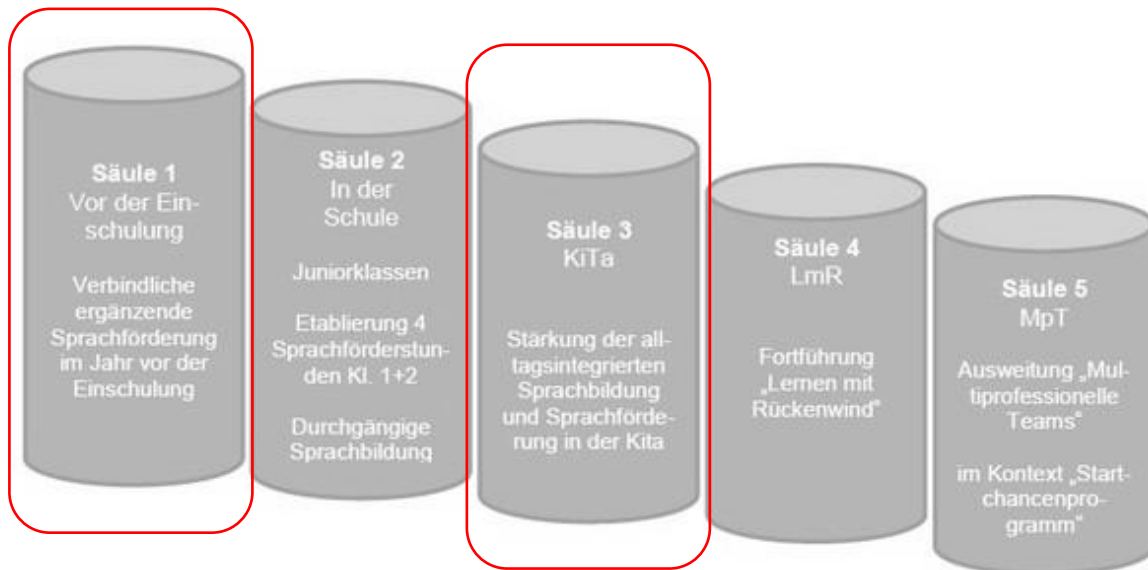 Säule 1
Vor der Ein-
schulung
Verbindliche
ergänzende
Sprachförderung
im Jahr vor der
Einschulung
Säule 2
In der
Schule
Juniorklassen
Etablierung 4
Sprachförderstun-
den Kl. 1+2
Durchgängige
Sprachbildung
Säule 3
KiTa
Stärkung der all-
tagsintegrierten
Sprachbildung
und Sprachförde-
rung in der Kita
Säule 4
LmR
Fortführung
„Lernen mit
Rückenwind“
Säule 5
MpT
Ausweitung „Mul-
tiprofessionelle
Teams“
im Kontext „Start-
chancenpro-
gramm“